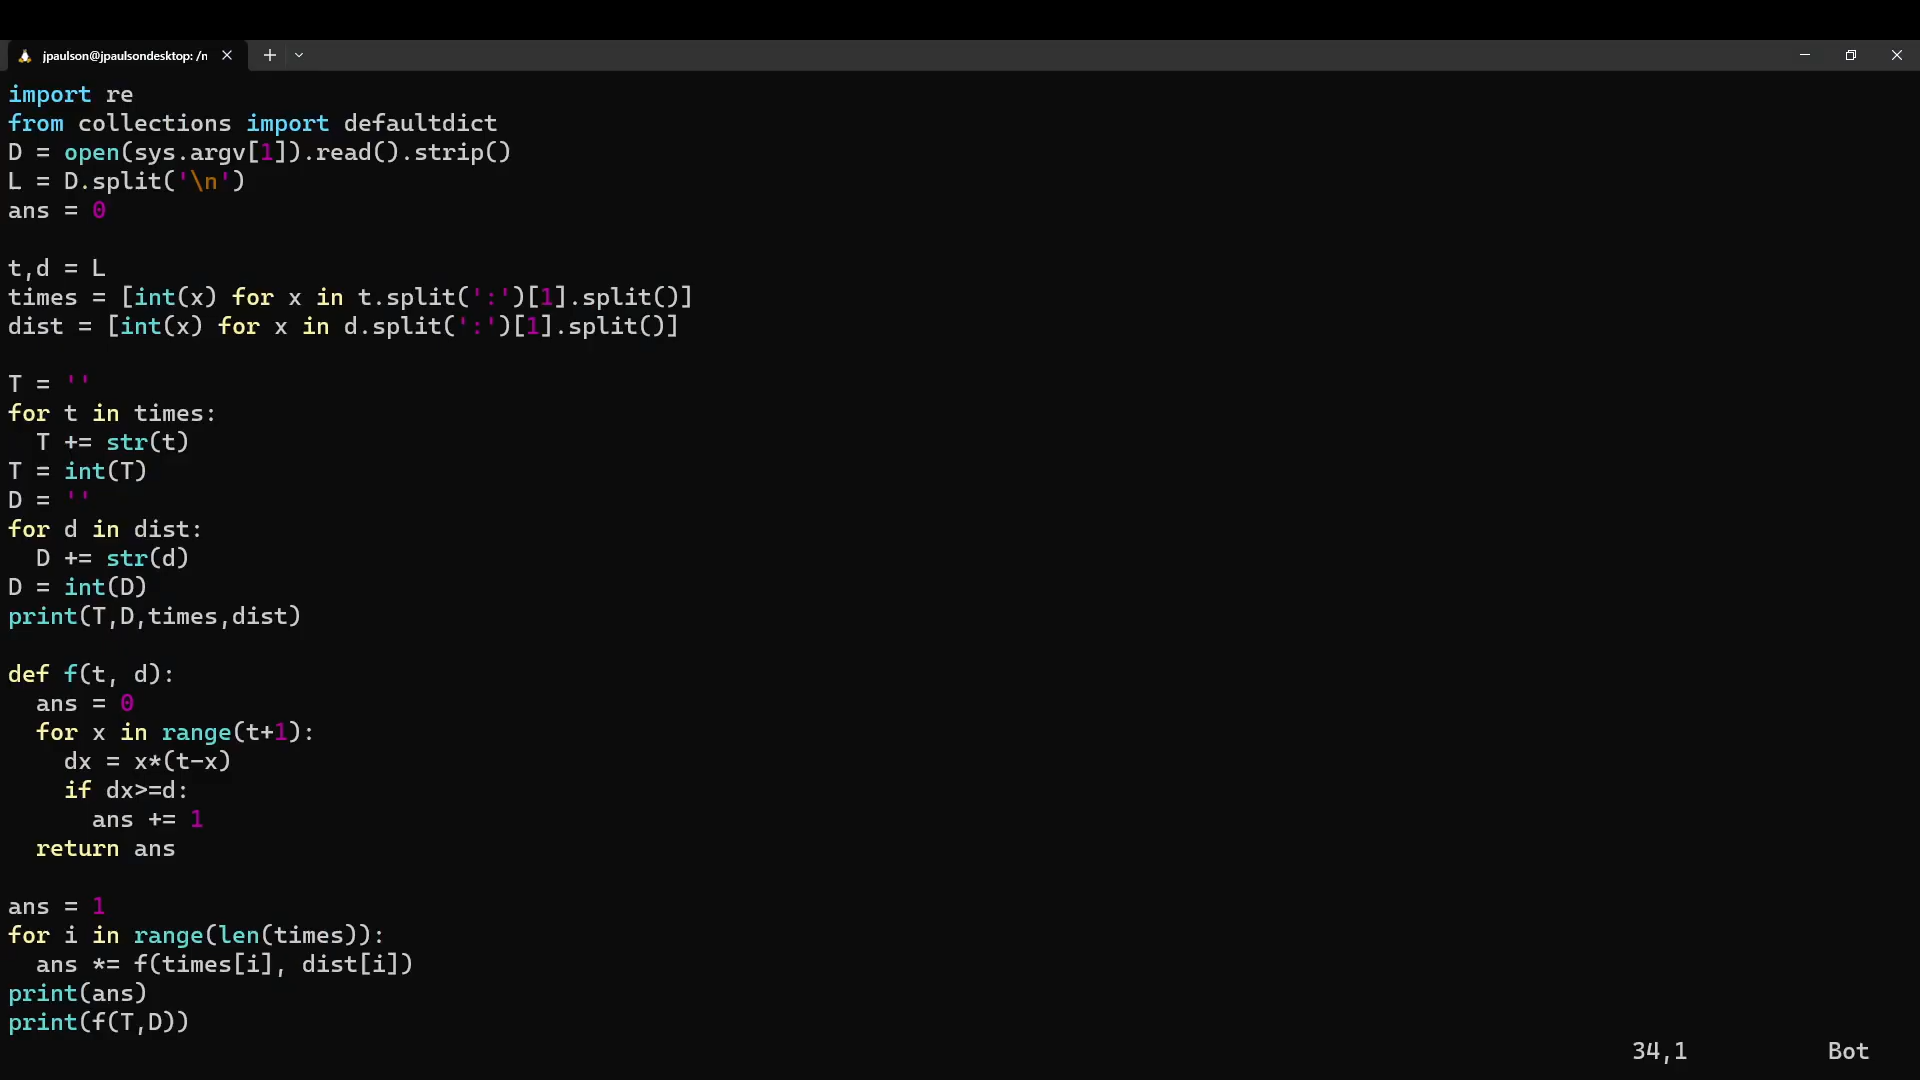 jpaulson@jpaulsondesktop: /n
import re
from collections import defaultdict
D = open(sys.argv[1]).read().strip()
L = D.split('\n')
ans = 0

t,d = L
times = [int(x) for x in t.split(':')[1].split()]
dist = [int(x) for x in d.split(':')[1].split()]

T = ''
for t in times:
  T += str(t)
T = int(T)
D = ''
for d in dist:
  D += str(d)
D = int(D)
print(T,D,times,dist)

def f(t, d):
  ans = 0
  for x in range(t+1):
    dx = x*(t-x)
    if dx>=d:
      ans += 1
  return ans

ans = 1
for i in range(len(times)):
  ans *= f(times[i], dist[i])
print(ans)
print(f(T,D))
34,1 Bot